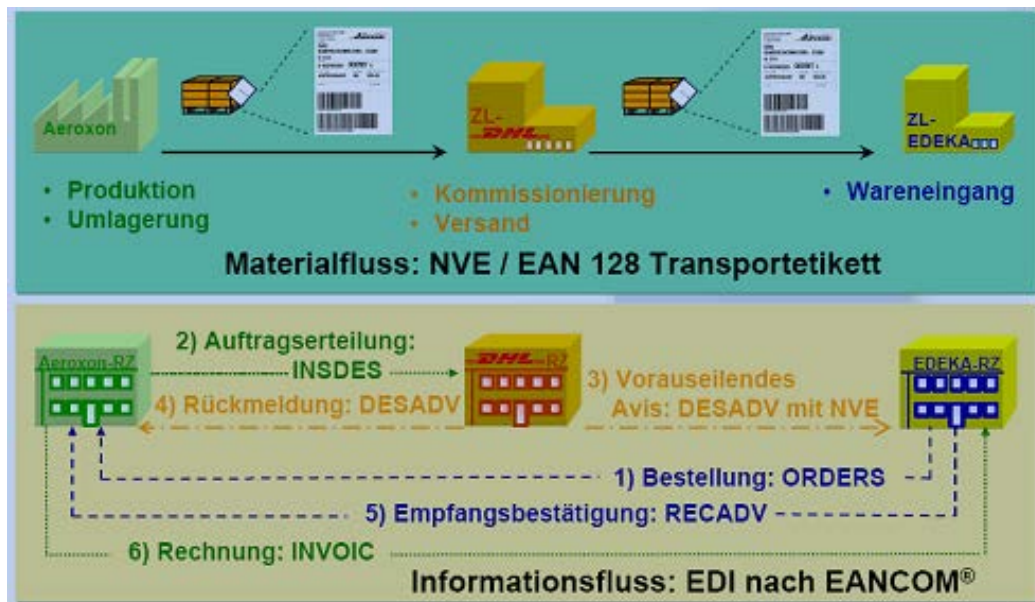 Aeroxon
ZL-
DHL
ZL-
EDEKA
• Produktion
• Umlagerung
• Kommissionierung
• Versand
• Wareneingang
Materialfluss: NVE / EAN 128 Transportetikett
Aeroxon-RZ
2) Auftragserteilung:
INSDES
DHL-RZ
EDEKA-RZ
4) Rückmeldung: DESADV
3) Vorauseilendes
Avis: DESADV mit NVE
1) Bestellung: ORDERS
5) Empfangsbestätigung: RECADV
6) Rechnung: INVOIC
Informationsfluss: EDI nach EANCOM®